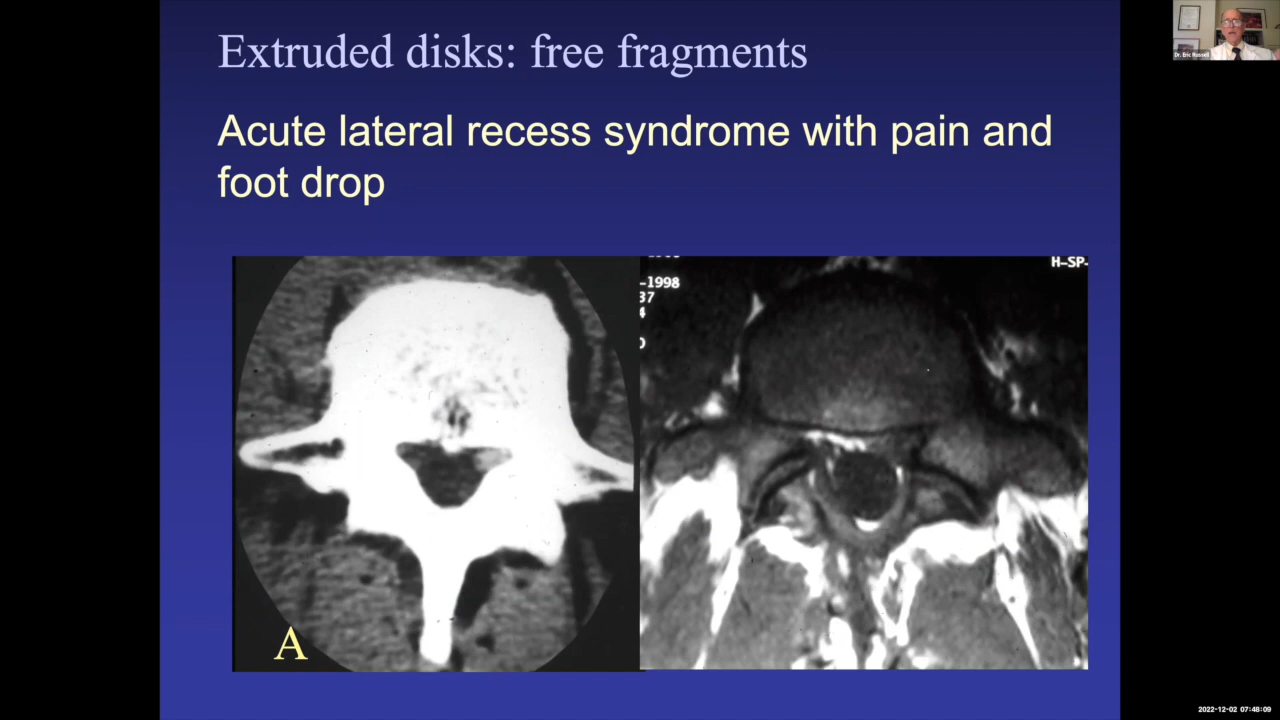 Extruded disks: free fragments
Dr. Eric Russell
Acute lateral recess syndrome with pain and
foot drop
H-SP-
-1998
37
4
A
2022-12-02 07:48:09